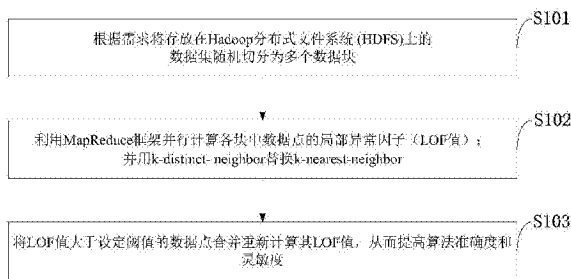 S101
根据需求将存放在Hadoop分布式文件系统(HDFS)上的
数据集随机切分为多个数据块
S102
利用MapReduce框架并行计算各块中数据点的局部异常因子（LOF值）；
并用k-distinct- neighbor替换k-nearest-neighbor
S103
将LOF值大于设定阈值的数据点合并重新计算其LOF值，从而提高算法准确度和
灵敏度